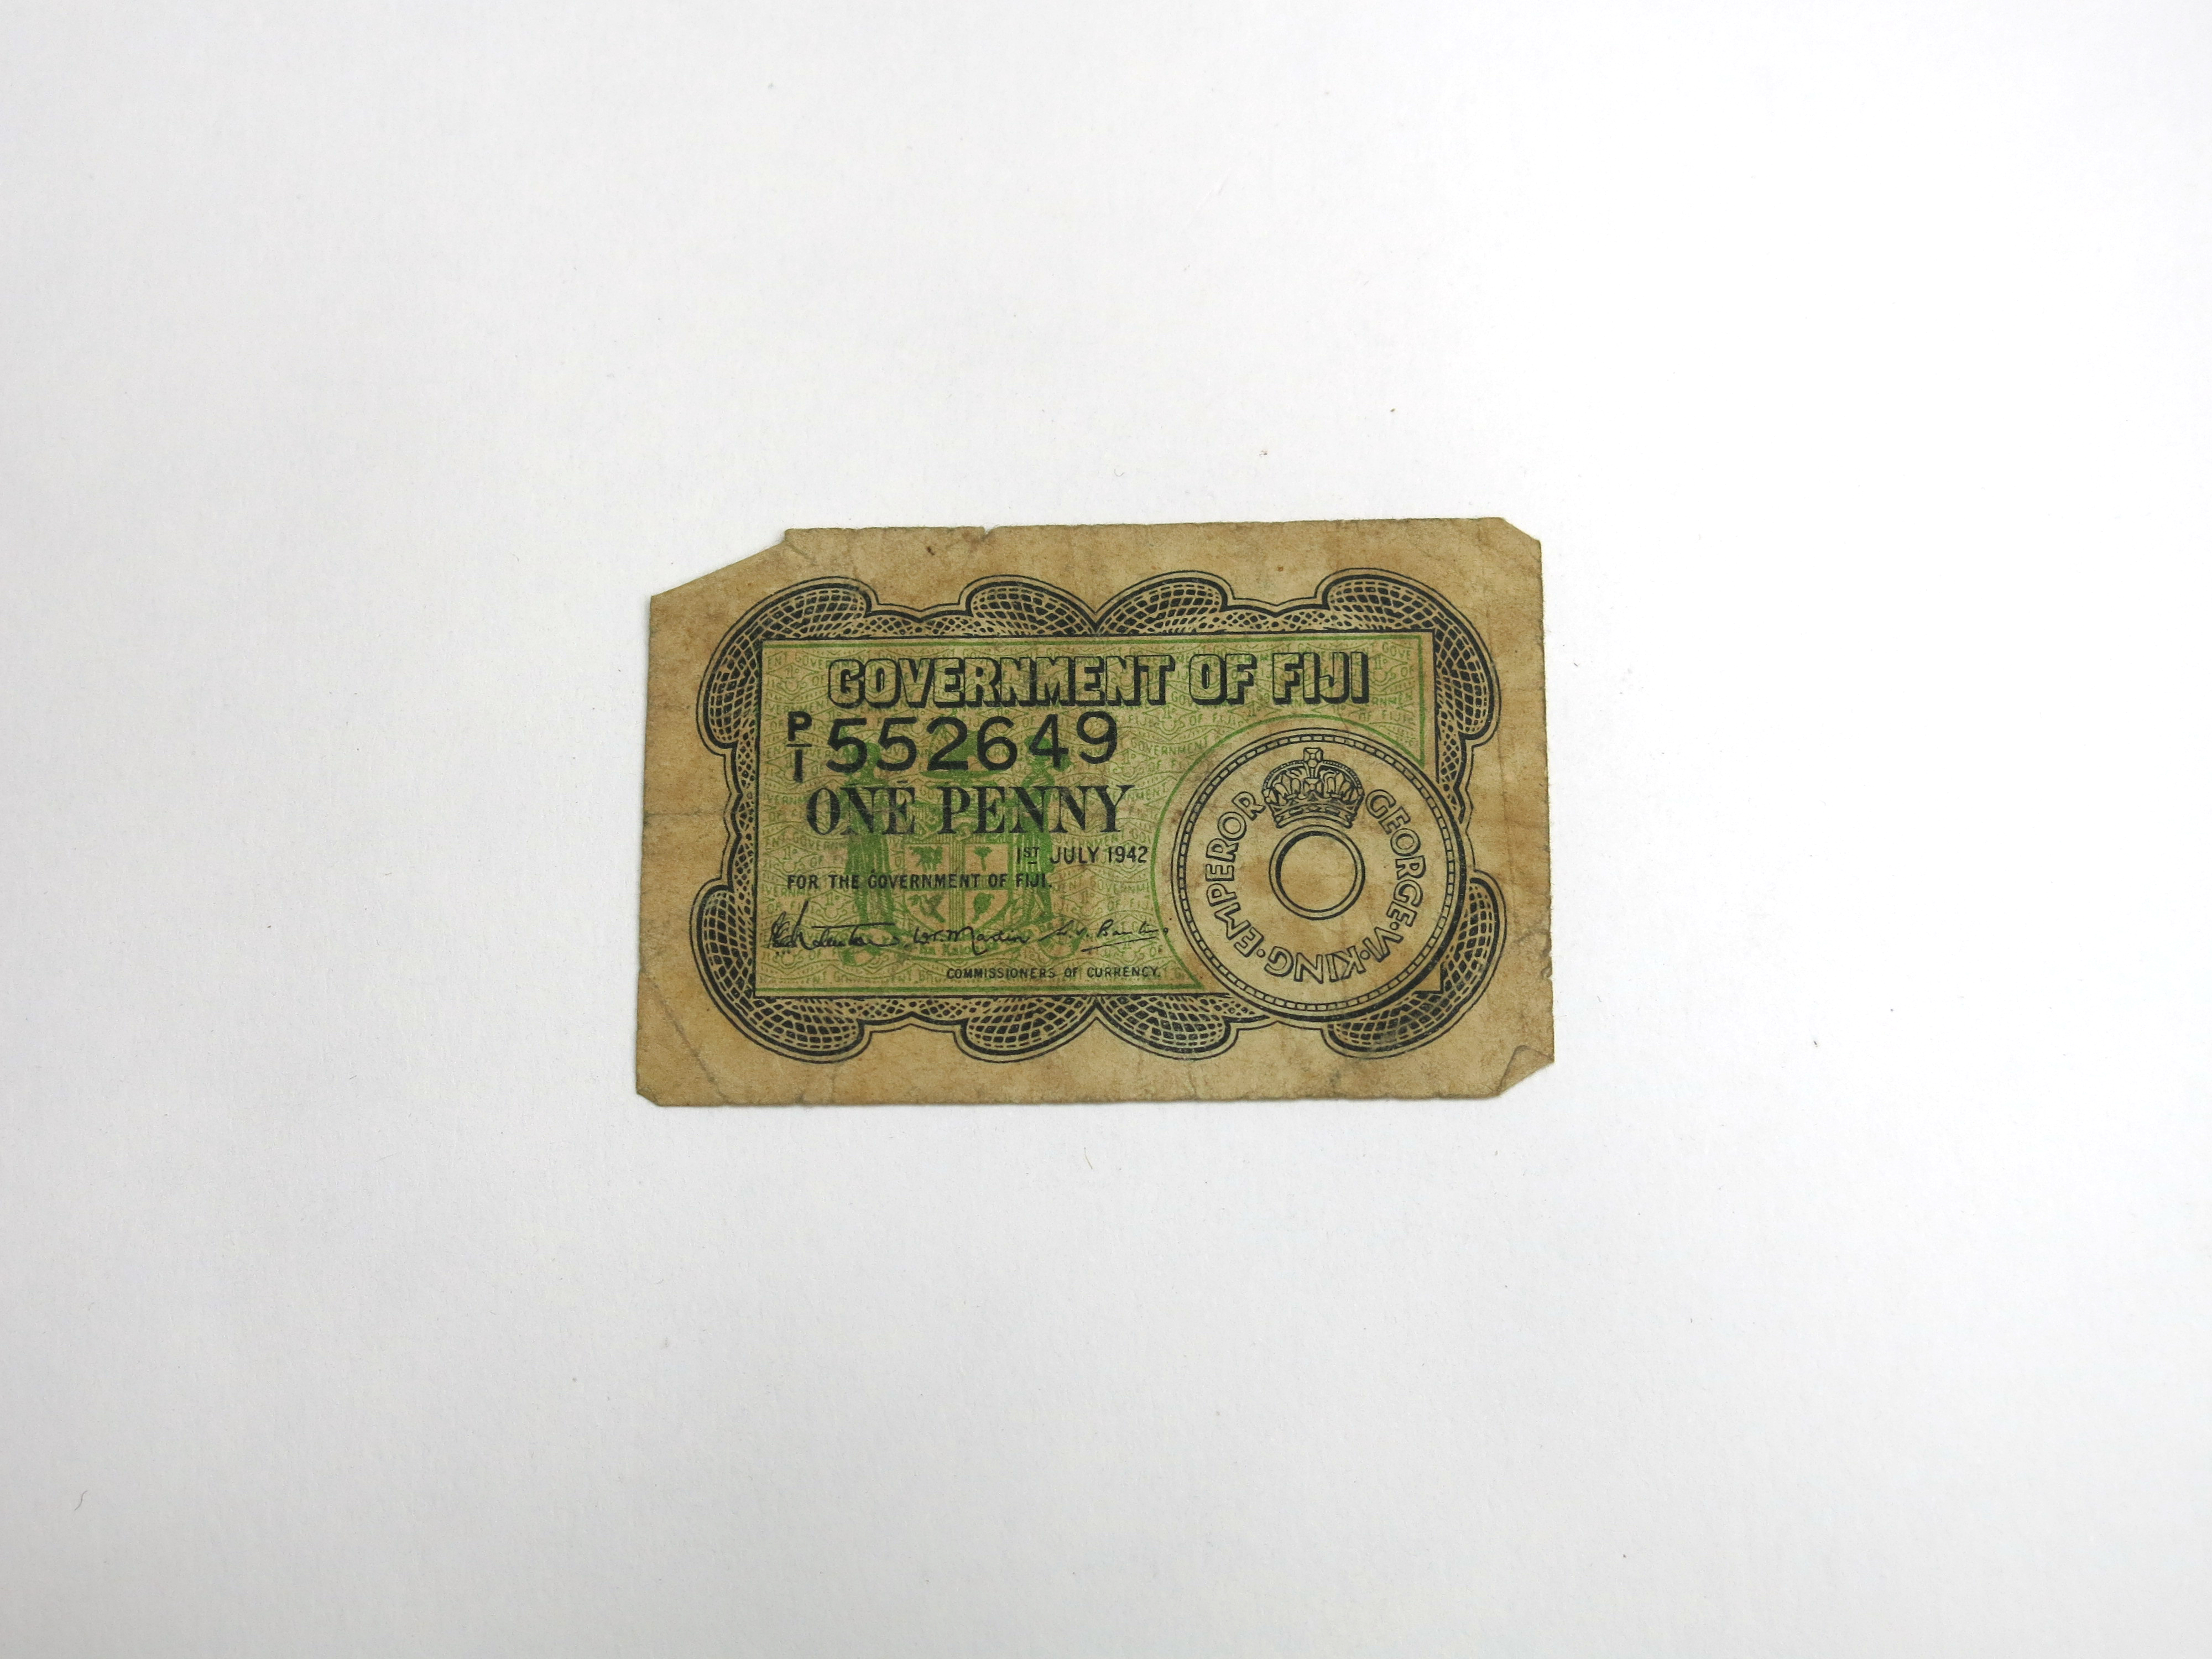 GOVERNMENT OF FIJI
P/1 552649
ONE PENNY
1ST JULY 1942
FOR THE GOVERNMENT OF FIJI.
COMMISSIONERS OF CURRENCY.
GEORGE·VI·KING·EMPEROR